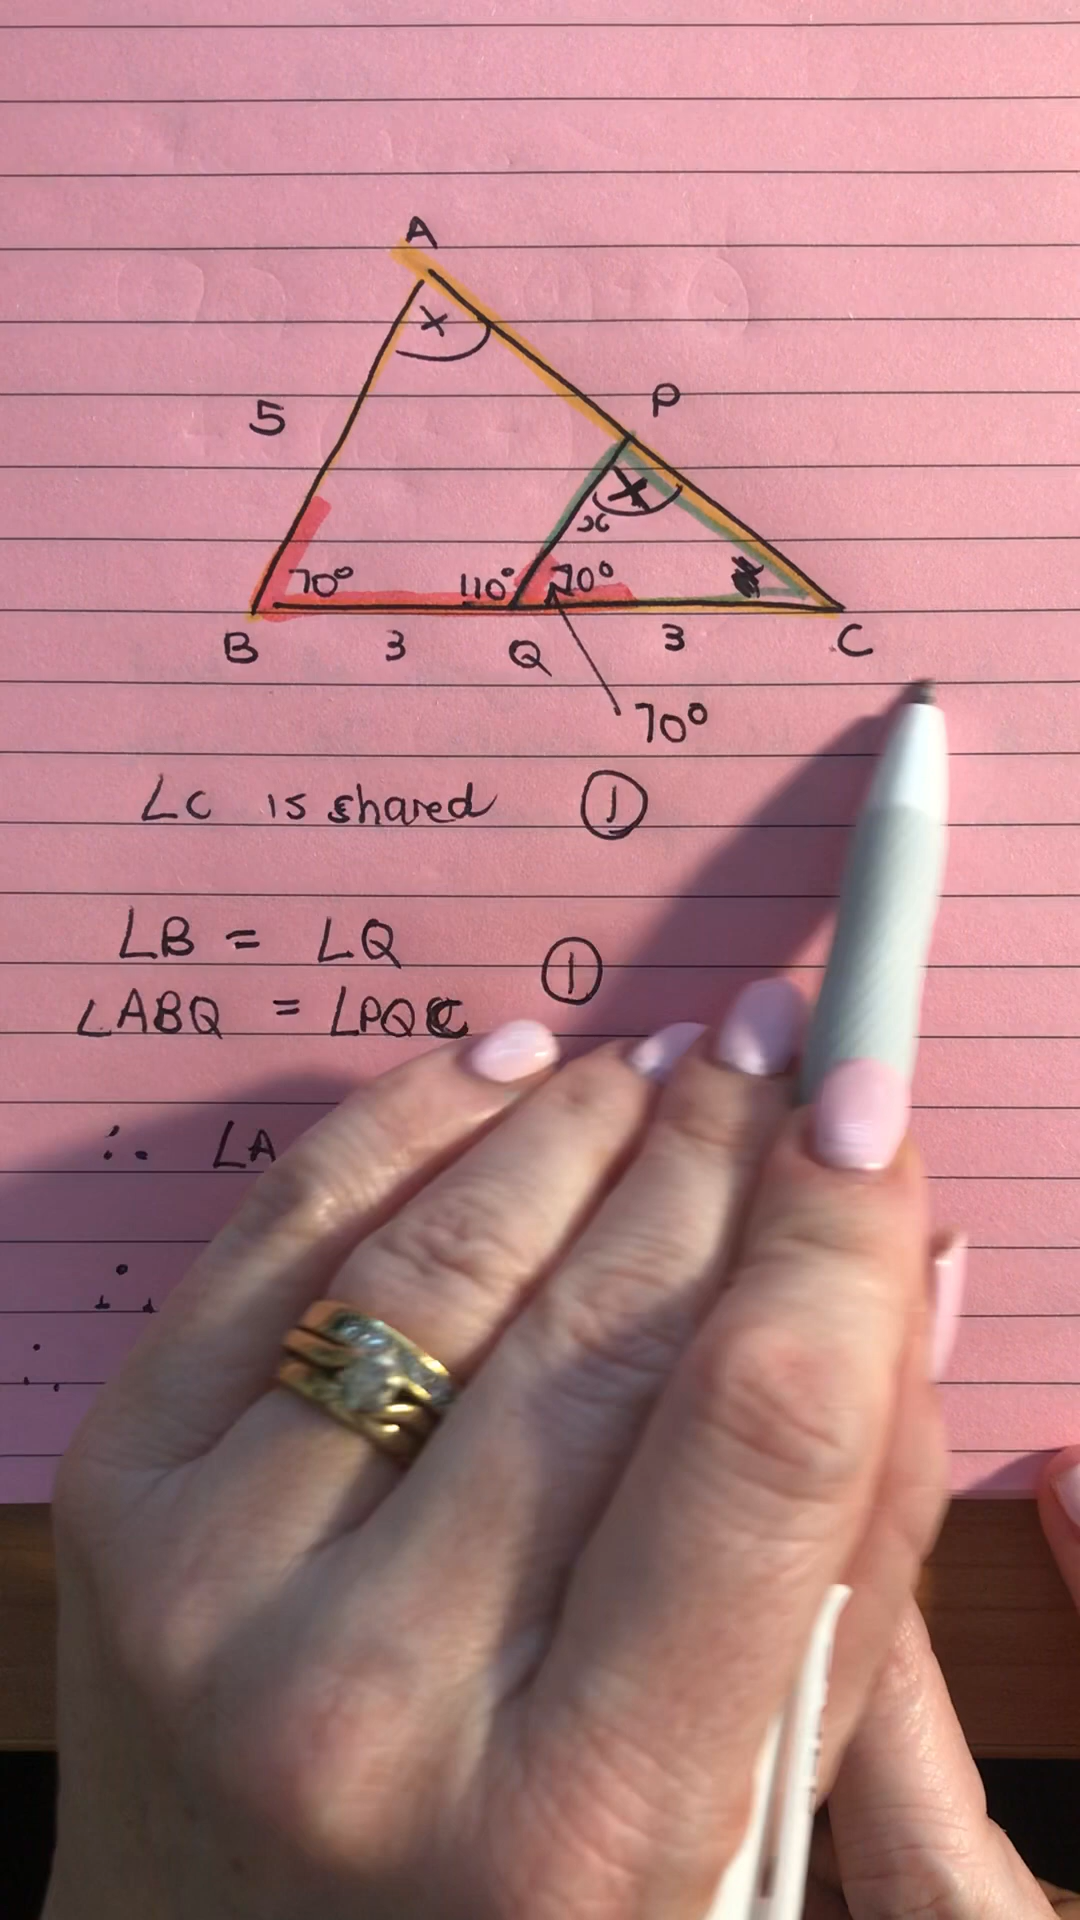 A
x
5
P
x
x
70° 110° 70°
B 3 Q 3 C
70°
∠C is shared ①
∠B = ∠Q
∠ABQ = ∠PQC ①
∴ ∠A